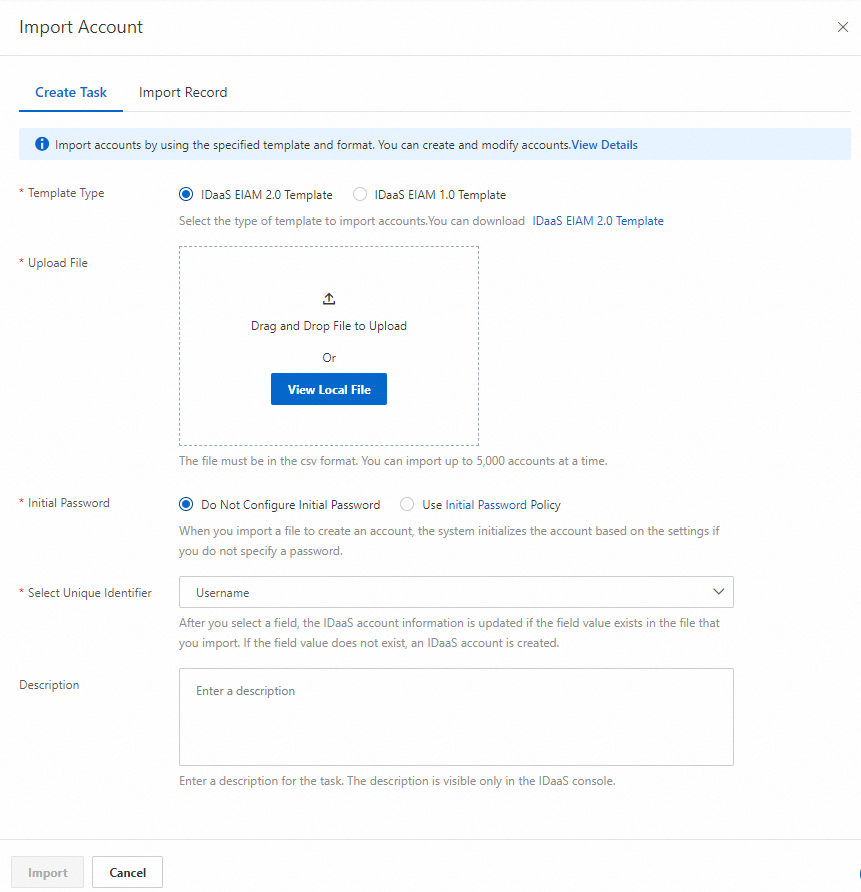 Import Account
Create Task
Import Record
Import accounts by using the specified template and format. You can create and modify accounts.View Details
* Template Type
IDaaS EIAM 2.0 Template
IDaaS EIAM 1.0 Template
Select the type of template to import accounts.You can download IDaaS EIAM 2.0 Template
* Upload File
Drag and Drop File to Upload
Or
View Local File
The file must be in the csv format. You can import up to 5,000 accounts at a time.
* Initial Password
Do Not Configure Initial Password
Use Initial Password Policy
When you import a file to create an account, the system initializes the account based on the settings if
you do not specify a password.
* Select Unique Identifier
Username
After you select a field, the IDaaS account information is updated if the field value exists in the file that
you import. If the field value does not exist, an IDaaS account is created.
Description
Enter a description
Enter a description for the task. The description is visible only in the IDaaS console.
Import
Cancel